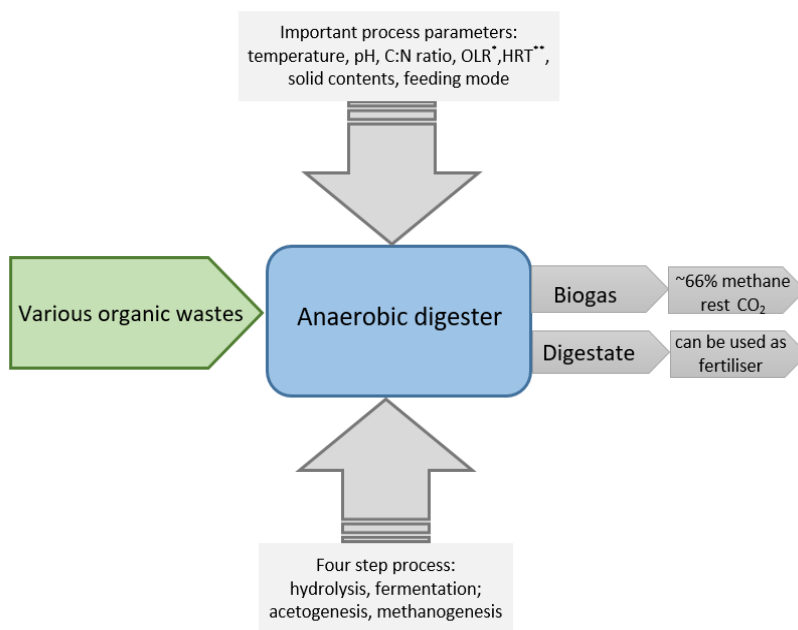 Important process parameters:
temperature, pH, C:N ratio, OLR*,HRT**,
solid contents, feeding mode
Various organic wastes
Anaerobic digester
Biogas
~66% methane
rest CO₂
Digestate
can be used as
fertiliser
Four step process:
hydrolysis, fermentation;
acetogenesis, methanogenesis